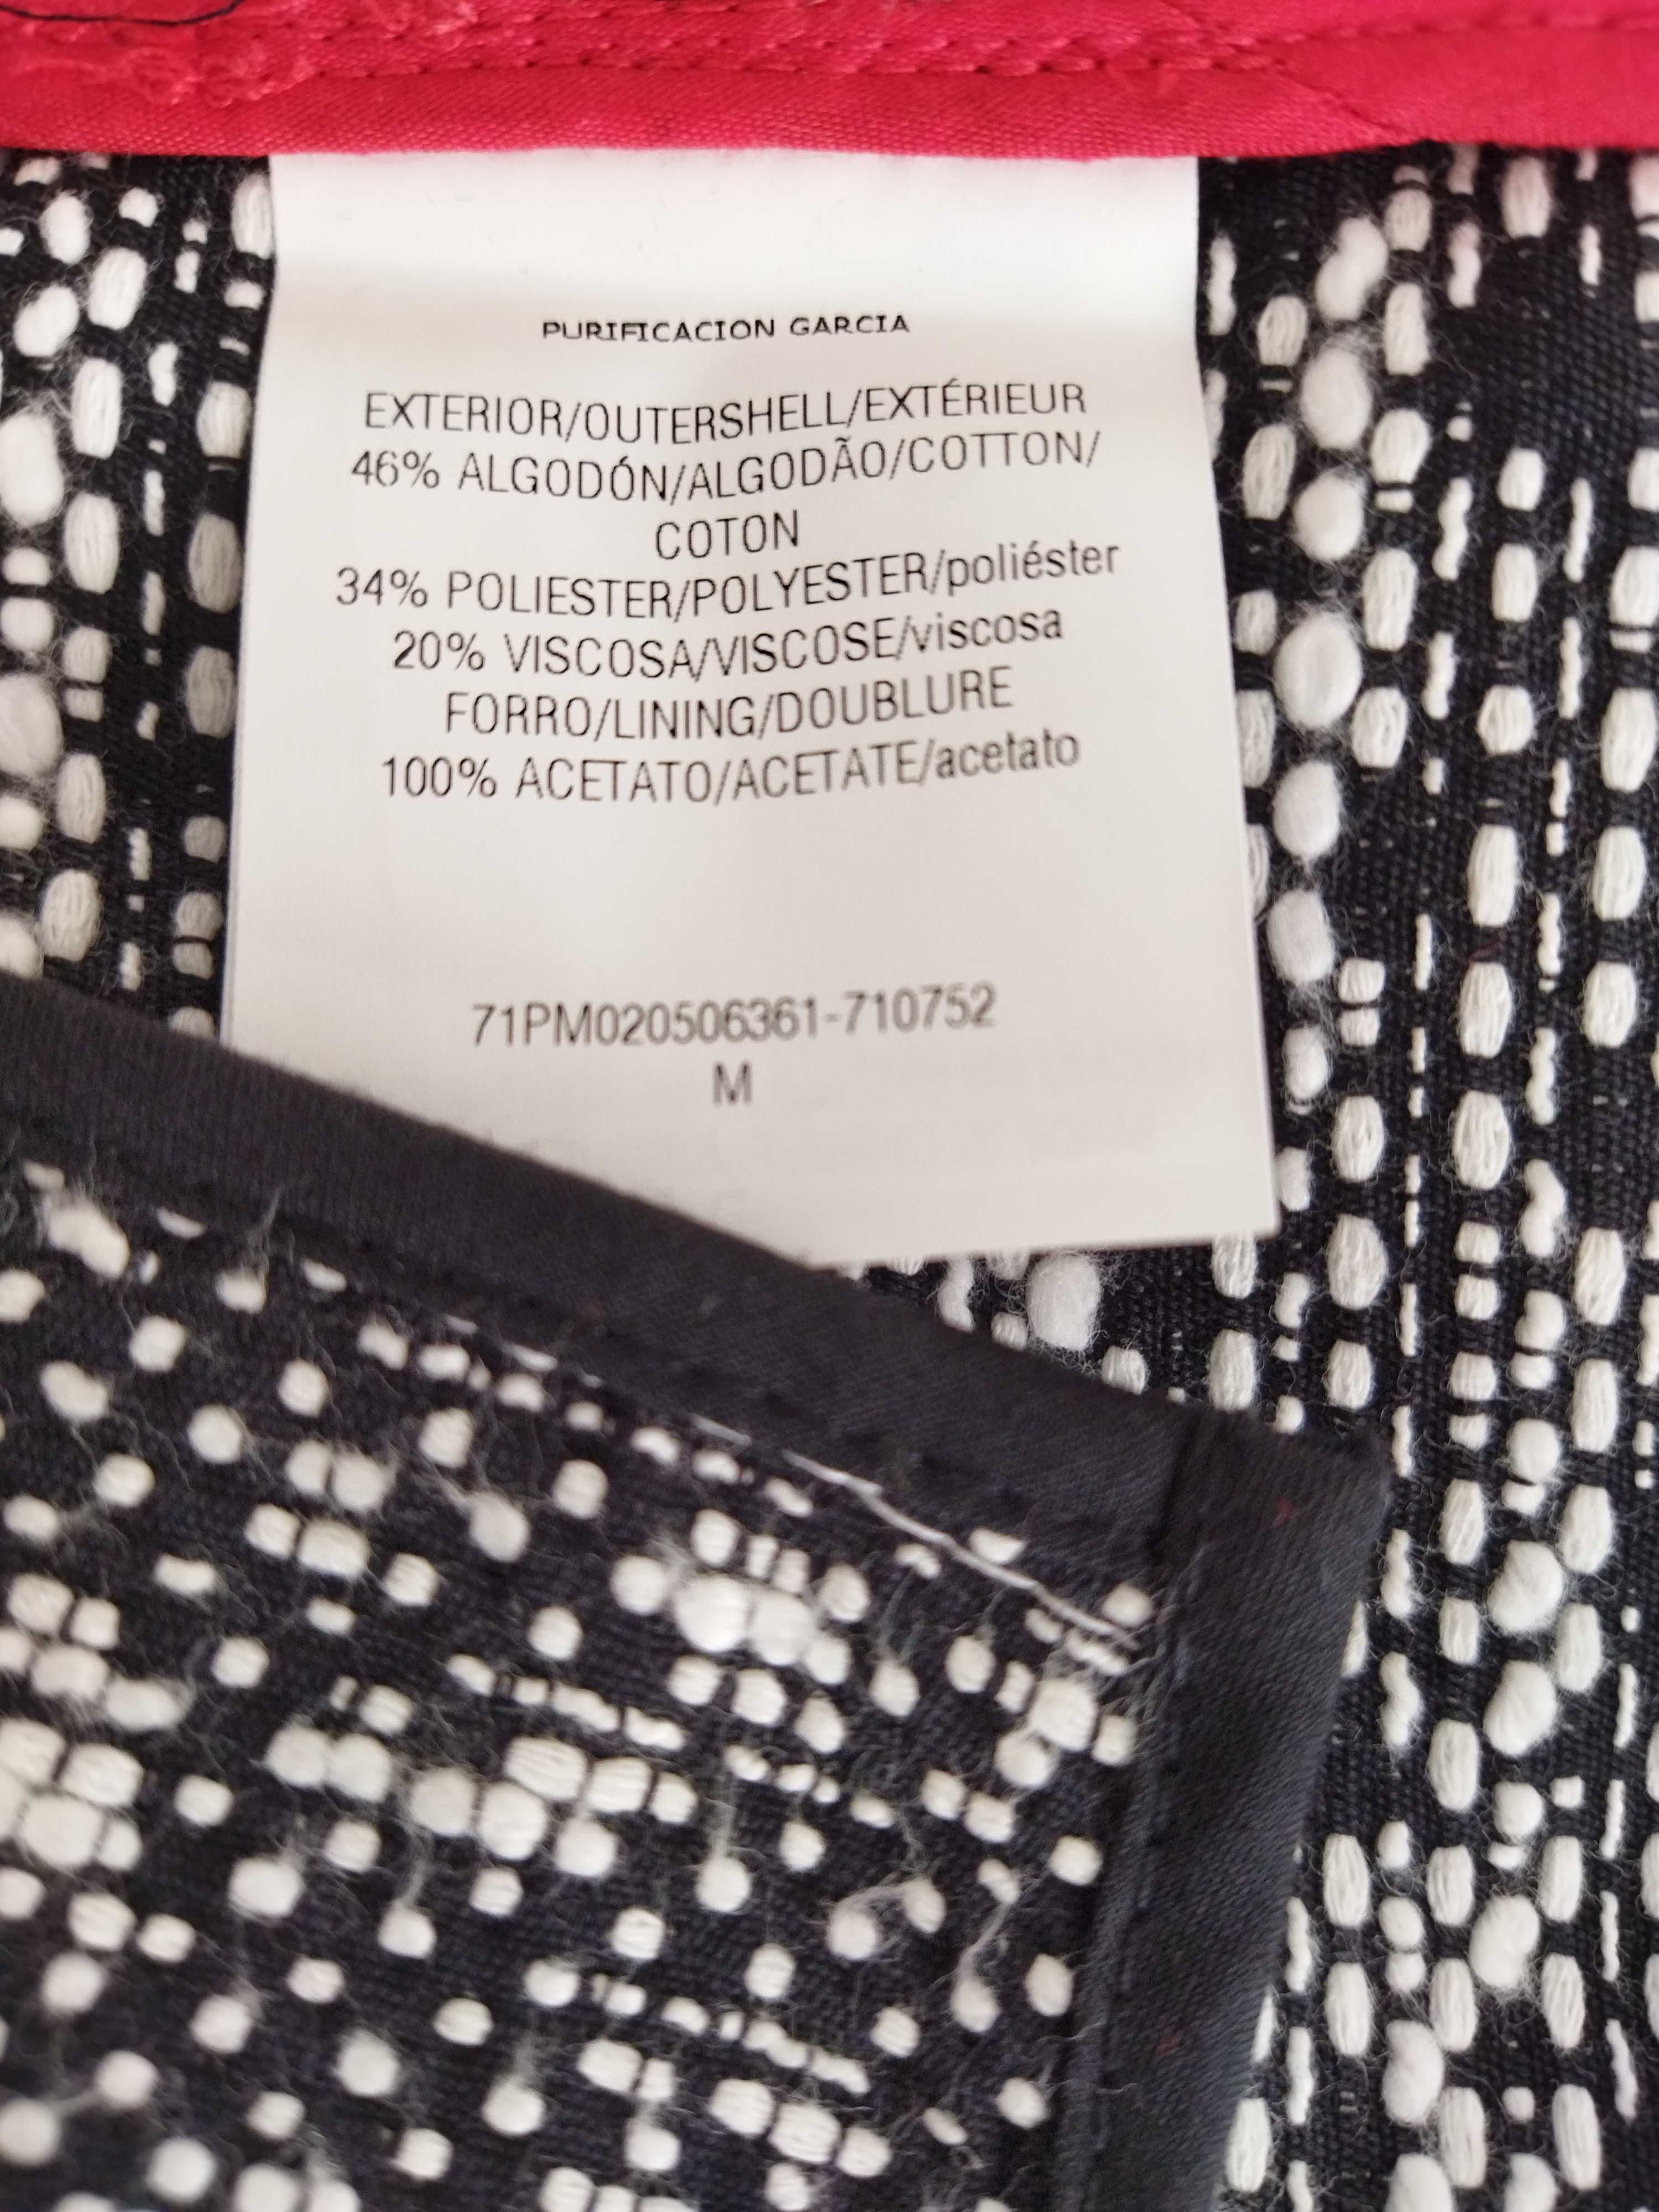 PURIFICACION GARCIA
EXTERIOR/OUTERSHELL/EXTÉRIEUR
46% ALGODÓN/ALGODÃO/COTTON/
COTON
34% POLIESTER/POLYESTER/poliéster
20% VISCOSA/VISCOSE/viscosa
FORRO/LINING/DOUBLURE
100% ACETATO/ACETATE/acetato
71PM020506361-710752
M